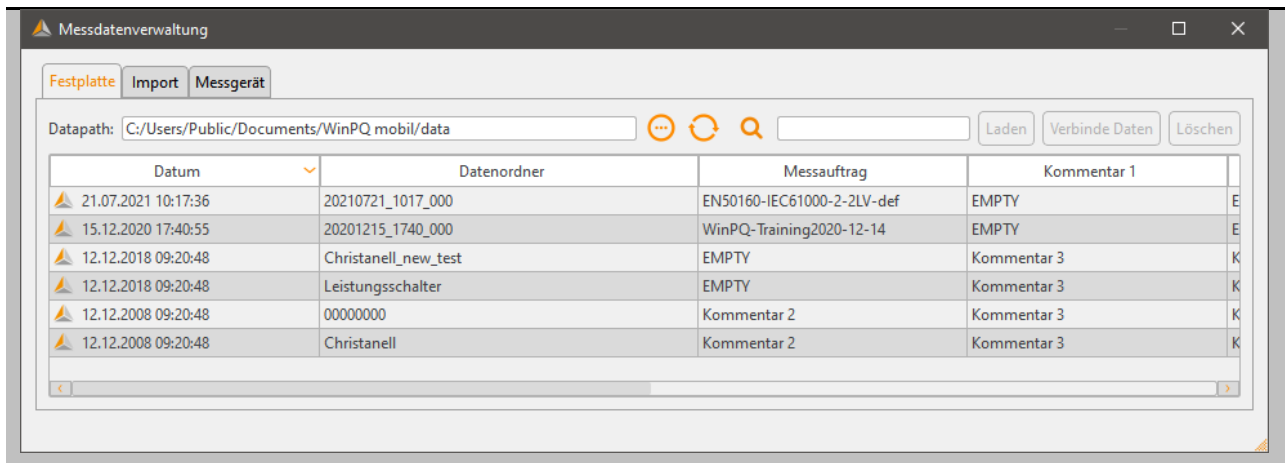 Messdatenverwaltung
Festplatte Import Messgerät
Datapath: C:/Users/Public/Documents/WinPQ mobil/data Laden Verbinde Daten Löschen
Datum Datenordner Messauftrag Kommentar 1
21.07.2021 10:17:36 20210721_1017_000 EN50160-IEC61000-2-2LV-def EMPTY E
15.12.2020 17:40:55 20201215_1740_000 WinPQ-Training2020-12-14 EMPTY E
12.12.2018 09:20:48 Christanell_new_test EMPTY Kommentar 3 K
12.12.2018 09:20:48 Leistungsschalter EMPTY Kommentar 3 K
12.12.2008 09:20:48 00000000 Kommentar 2 Kommentar 3 K
12.12.2008 09:20:48 Christanell Kommentar 2 Kommentar 3 K